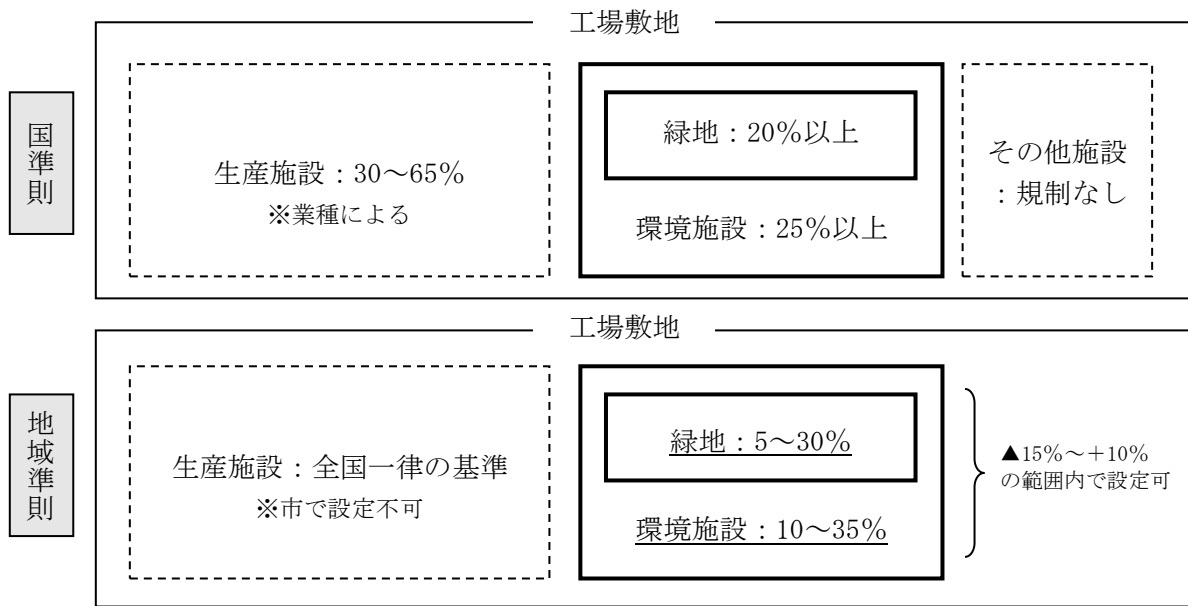 工場敷地
国準則
生産施設：30～65％
※業種による
緑地：20％以上
環境施設：25％以上
その他施設
：規制なし
工場敷地
地域準則
生産施設：全国一律の基準
※市で設定不可
緑地：5～30％
環境施設：10～35％
▲15％～＋10％
の範囲内で設定可